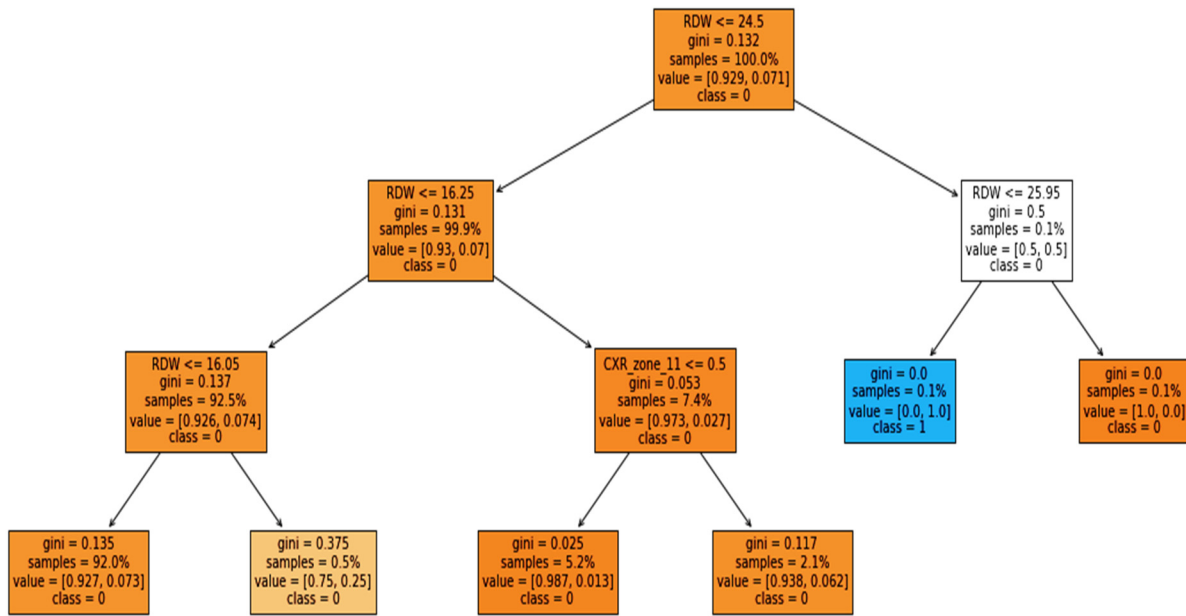 RDW <= 24.5
gini = 0.132
samples = 100.0%
value = [0.929, 0.071]
class = 0
RDW <= 16.25
gini = 0.131
samples = 99.9%
value = [0.93, 0.07]
class = 0
RDW <= 25.95
gini = 0.5
samples = 0.1%
value = [0.5, 0.5]
class = 0
RDW <= 16.05
gini = 0.137
samples = 92.5%
value = [0.926, 0.074]
class = 0
CXR_zone_11 <= 0.5
gini = 0.053
samples = 7.4%
value = [0.973, 0.027]
class = 0
gini = 0.0
samples = 0.1%
value = [0.0, 1.0]
class = 1
gini = 0.0
samples = 0.1%
value = [1.0, 0.0]
class = 0
gini = 0.135
samples = 92.0%
value = [0.927, 0.073]
class = 0
gini = 0.375
samples = 0.5%
value = [0.75, 0.25]
class = 0
gini = 0.025
samples = 5.2%
value = [0.987, 0.013]
class = 0
gini = 0.117
samples = 2.1%
value = [0.938, 0.062]
class = 0